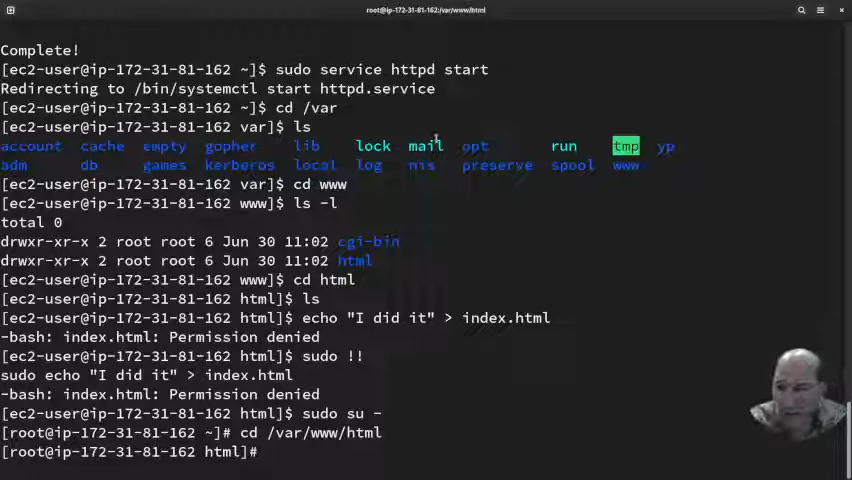 root@ip-172-31-81-162:/var/www/html
Complete!
[ec2-user@ip-172-31-81-162 ~]$ sudo service httpd start
Redirecting to /bin/systemctl start httpd.service
[ec2-user@ip-172-31-81-162 ~]$ cd /var
[ec2-user@ip-172-31-81-162 var]$ ls
account cache empty gopher lib lock mail opt run tmp yp
adm db games kerberos local log nis preserve spool www
[ec2-user@ip-172-31-81-162 var]$ cd www
[ec2-user@ip-172-31-81-162 www]$ ls -l
total 0
drwxr-xr-x 2 root root 6 Jun 30 11:02 cgi-bin
drwxr-xr-x 2 root root 6 Jun 30 11:02 html
[ec2-user@ip-172-31-81-162 www]$ cd html
[ec2-user@ip-172-31-81-162 html]$ ls
[ec2-user@ip-172-31-81-162 html]$ echo "I did it" > index.html
-bash: index.html: Permission denied
[ec2-user@ip-172-31-81-162 html]$ sudo !!
sudo echo "I did it" > index.html
-bash: index.html: Permission denied
[ec2-user@ip-172-31-81-162 html]$ sudo su -
[root@ip-172-31-81-162 ~]# cd /var/www/html
[root@ip-172-31-81-162 html]#